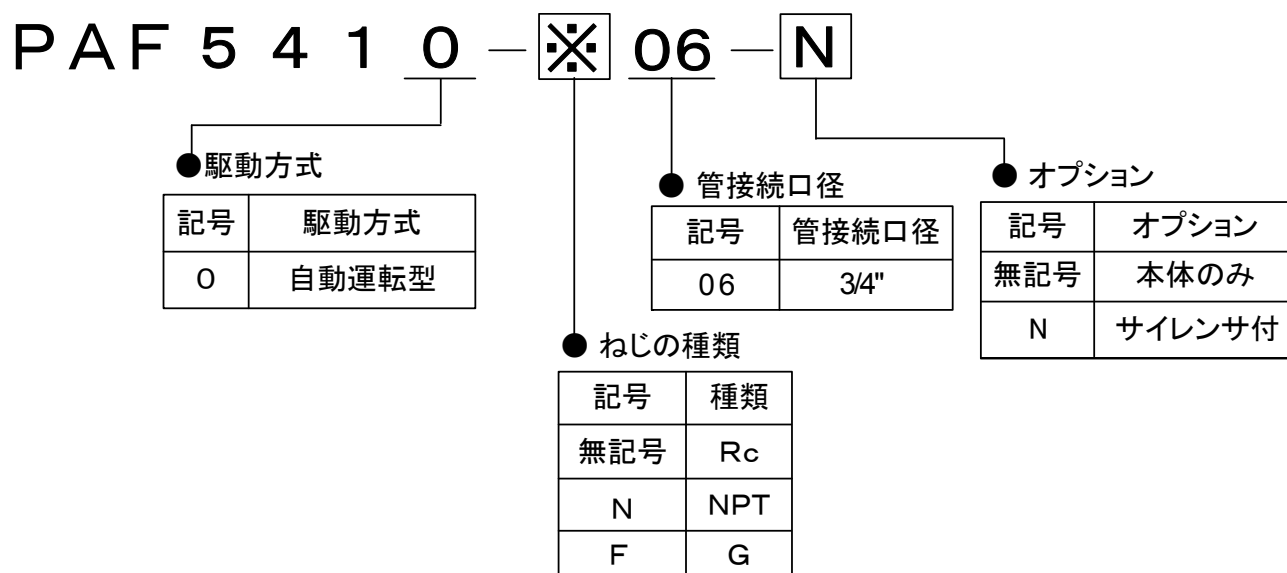 PAF5410-※06-N
●駆動方式
記号 駆動方式
0 自動運転型
●ねじの種類
記号 種類
無記号 Rc
N NPT
F G
●管接続口径
記号 管接続口径
06 3/4"
●オプション
記号 オプション
無記号 本体のみ
N サイレンサ付